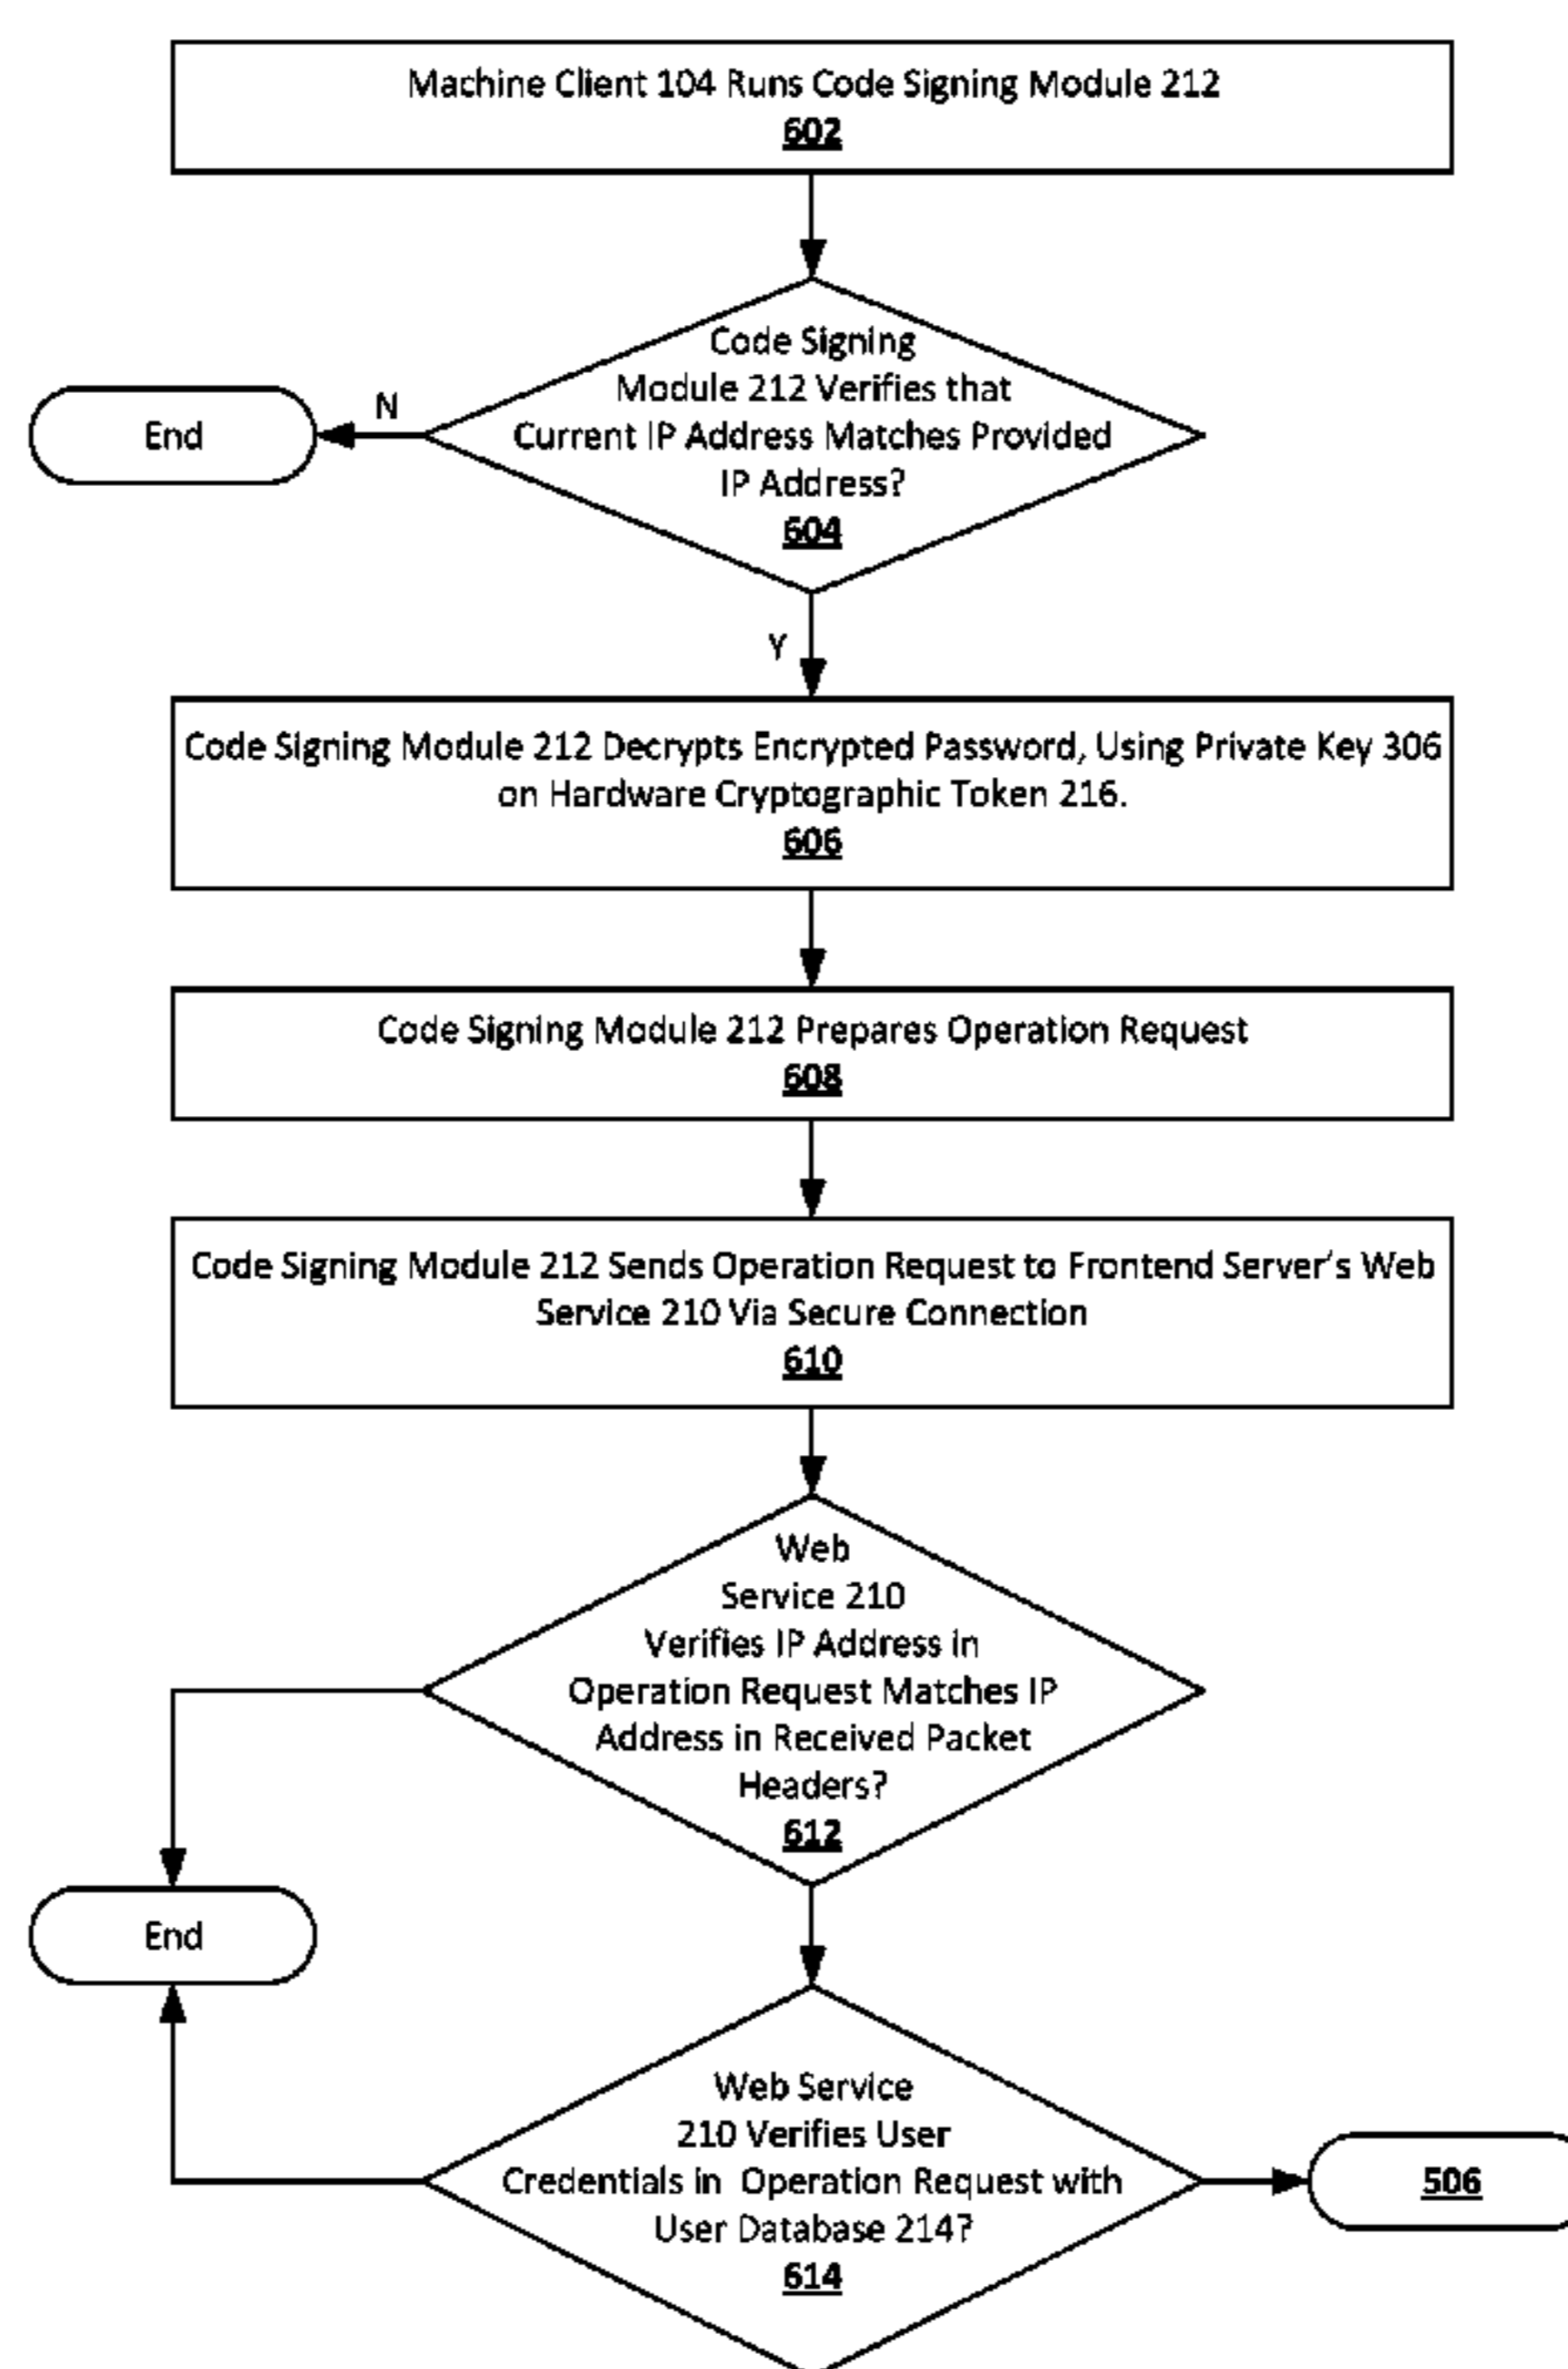 Machine Client 104 Runs Code Signing Module 212
602
Code Signing
Module 212 Verifies that
Current IP Address Matches Provided
IP Address?
604
N
End
Y
Code Signing Module 212 Decrypts Encrypted Password, Using Private Key 306
on Hardware Cryptographic Token 216.
606
Code Signing Module 212 Prepares Operation Request
608
Code Signing Module 212 Sends Operation Request to Frontend Server's Web
Service 210 Via Secure Connection
610
Web
Service 210
Verifies IP Address in
Operation Request Matches IP
Address in Received Packet
Headers?
612
End
Web Service
210 Verifies User
Credentials in Operation Request with
User Database 214?
614
506